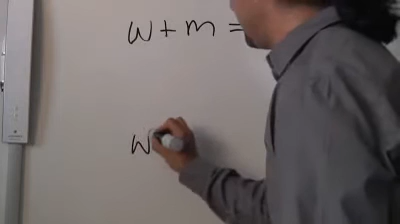 w + m =
w